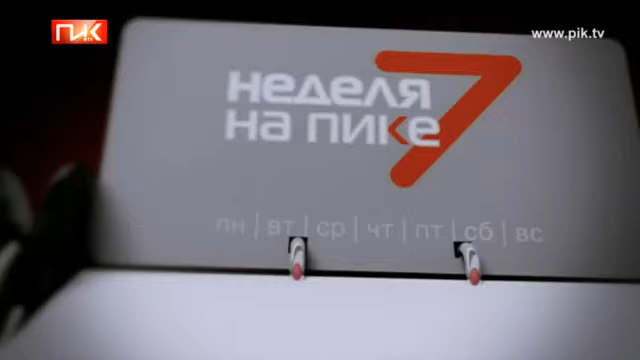 ПИК
www.pik.tv
неделя 7
на пике
пн|вт|ср|чт|пт|сб|вс